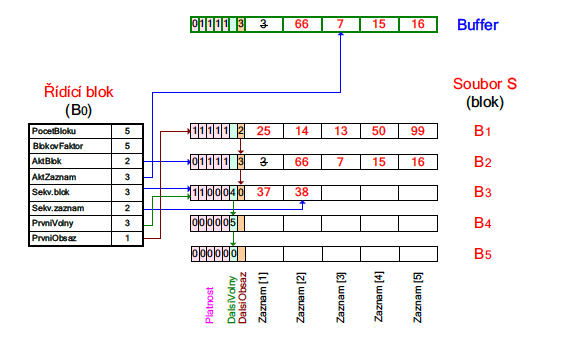 0 1 1 1 1 3 3 66 7 15 16 Buffer
Řídící blok
(B0)
Soubor S
(blok)
PocetBloku 5
BlokovFaktor 5
AktBlok 2
AktZaznam 3
Sekv.blok 3
Sekv.zaznam 2
PrvniVolny 3
PrvniObsaz 1
1 1 1 1 1 2 25 14 13 50 99 B1
0 1 1 1 1 3 3 66 7 15 16 B2
1 1 0 0 0 4 0 37 38 B3
0 0 0 0 0 5 B4
0 0 0 0 0 0 B5
Platnost
DalsiVolny
DalsiObsaz
Zaznam [1]
Zaznam [2]
Zaznam [3]
Zaznam [4]
Zaznam [5]